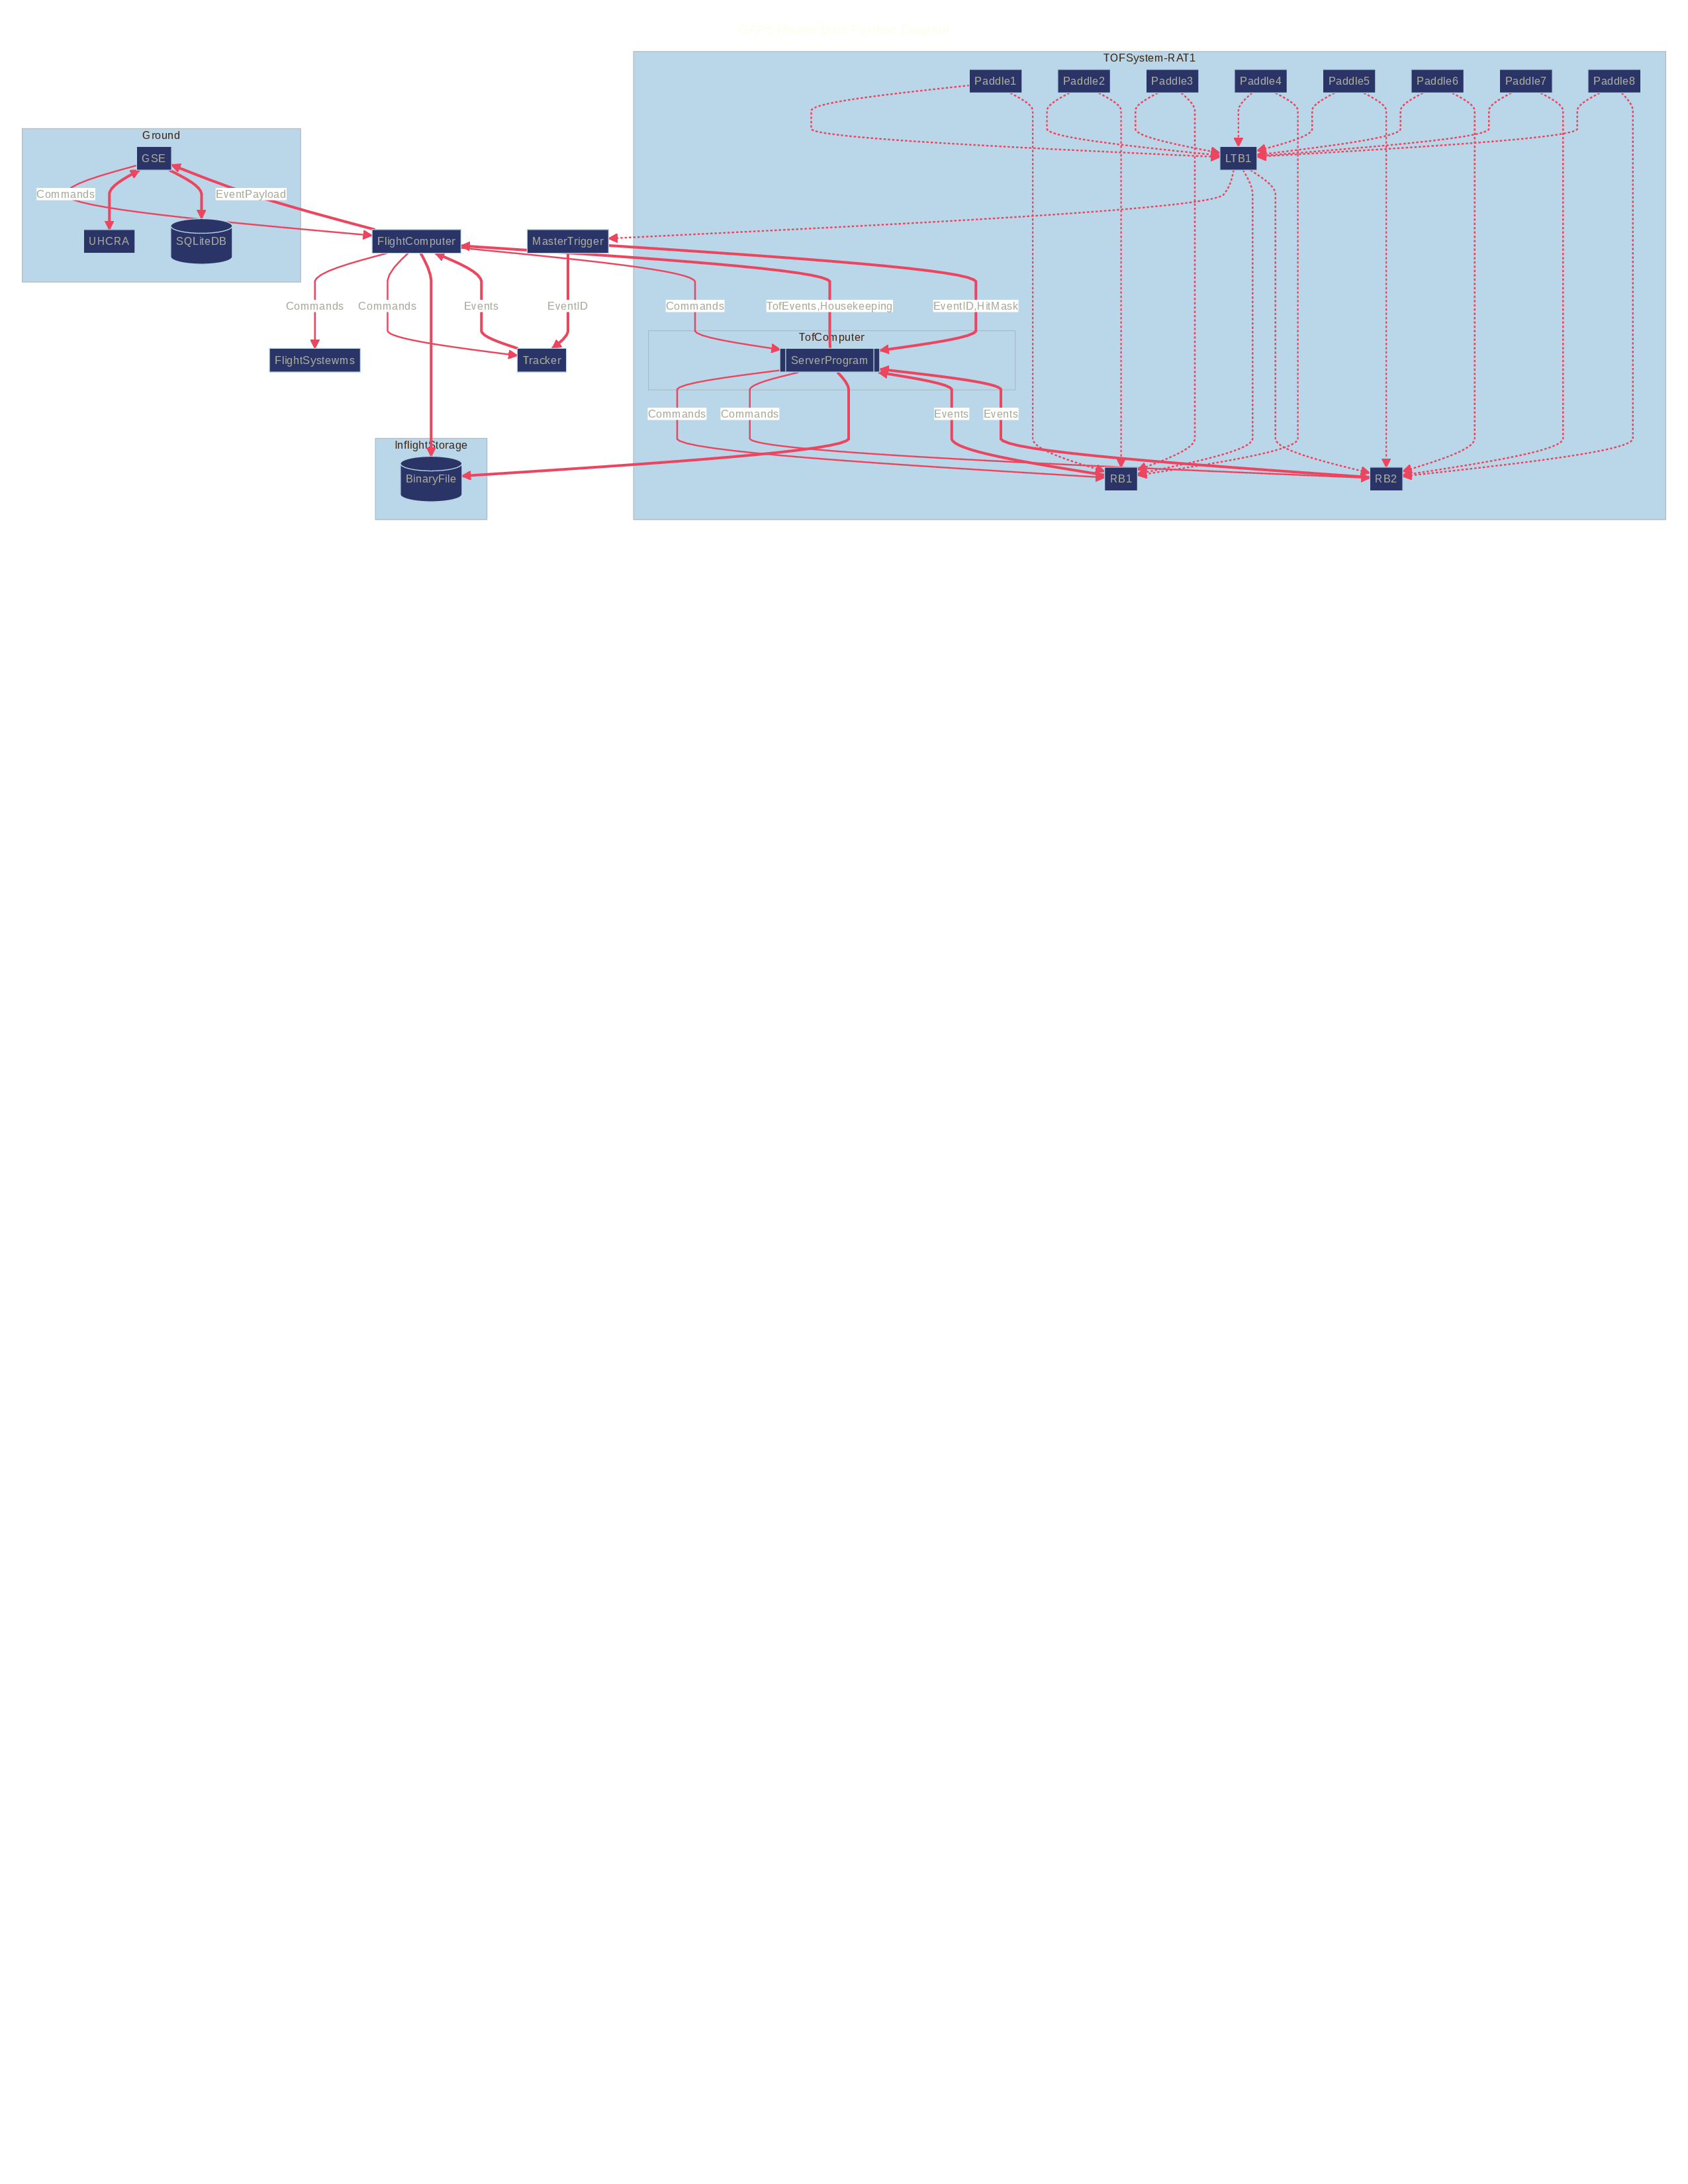 TOFSystem-RAT1
Paddle1
Paddle2
Paddle3
Paddle4
Paddle5
Paddle6
Paddle7
Paddle8
Ground
GSE
LTB1
Commands
EventPayload
UHCRA
SQLiteDB
FlightComputer
MasterTrigger
Commands
Commands
Events
EventID
Commands
TofEvents,Housekeeping
EventID,HitMask
TofComputer
FlightSystewms
Tracker
ServerProgram
Commands
Commands
Events
Events
InflightStorage
BinaryFile
RB1
RB2